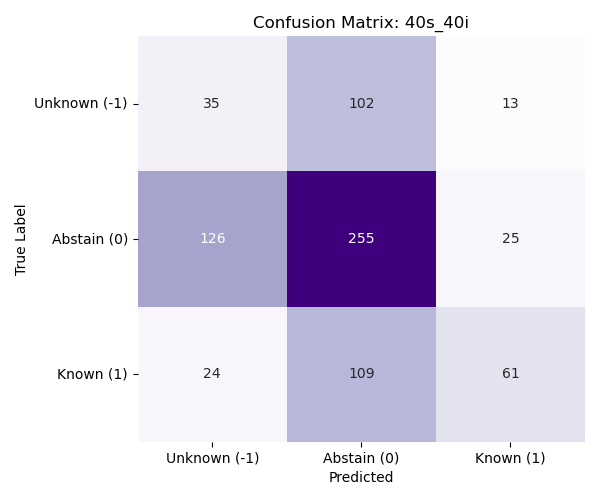 Confusion Matrix: 40s_40i
True Label
Unknown (-1) 35 102 13
Abstain (0) 126 255 25
Known (1) 24 109 61
Unknown (-1) Abstain (0) Known (1)
Predicted